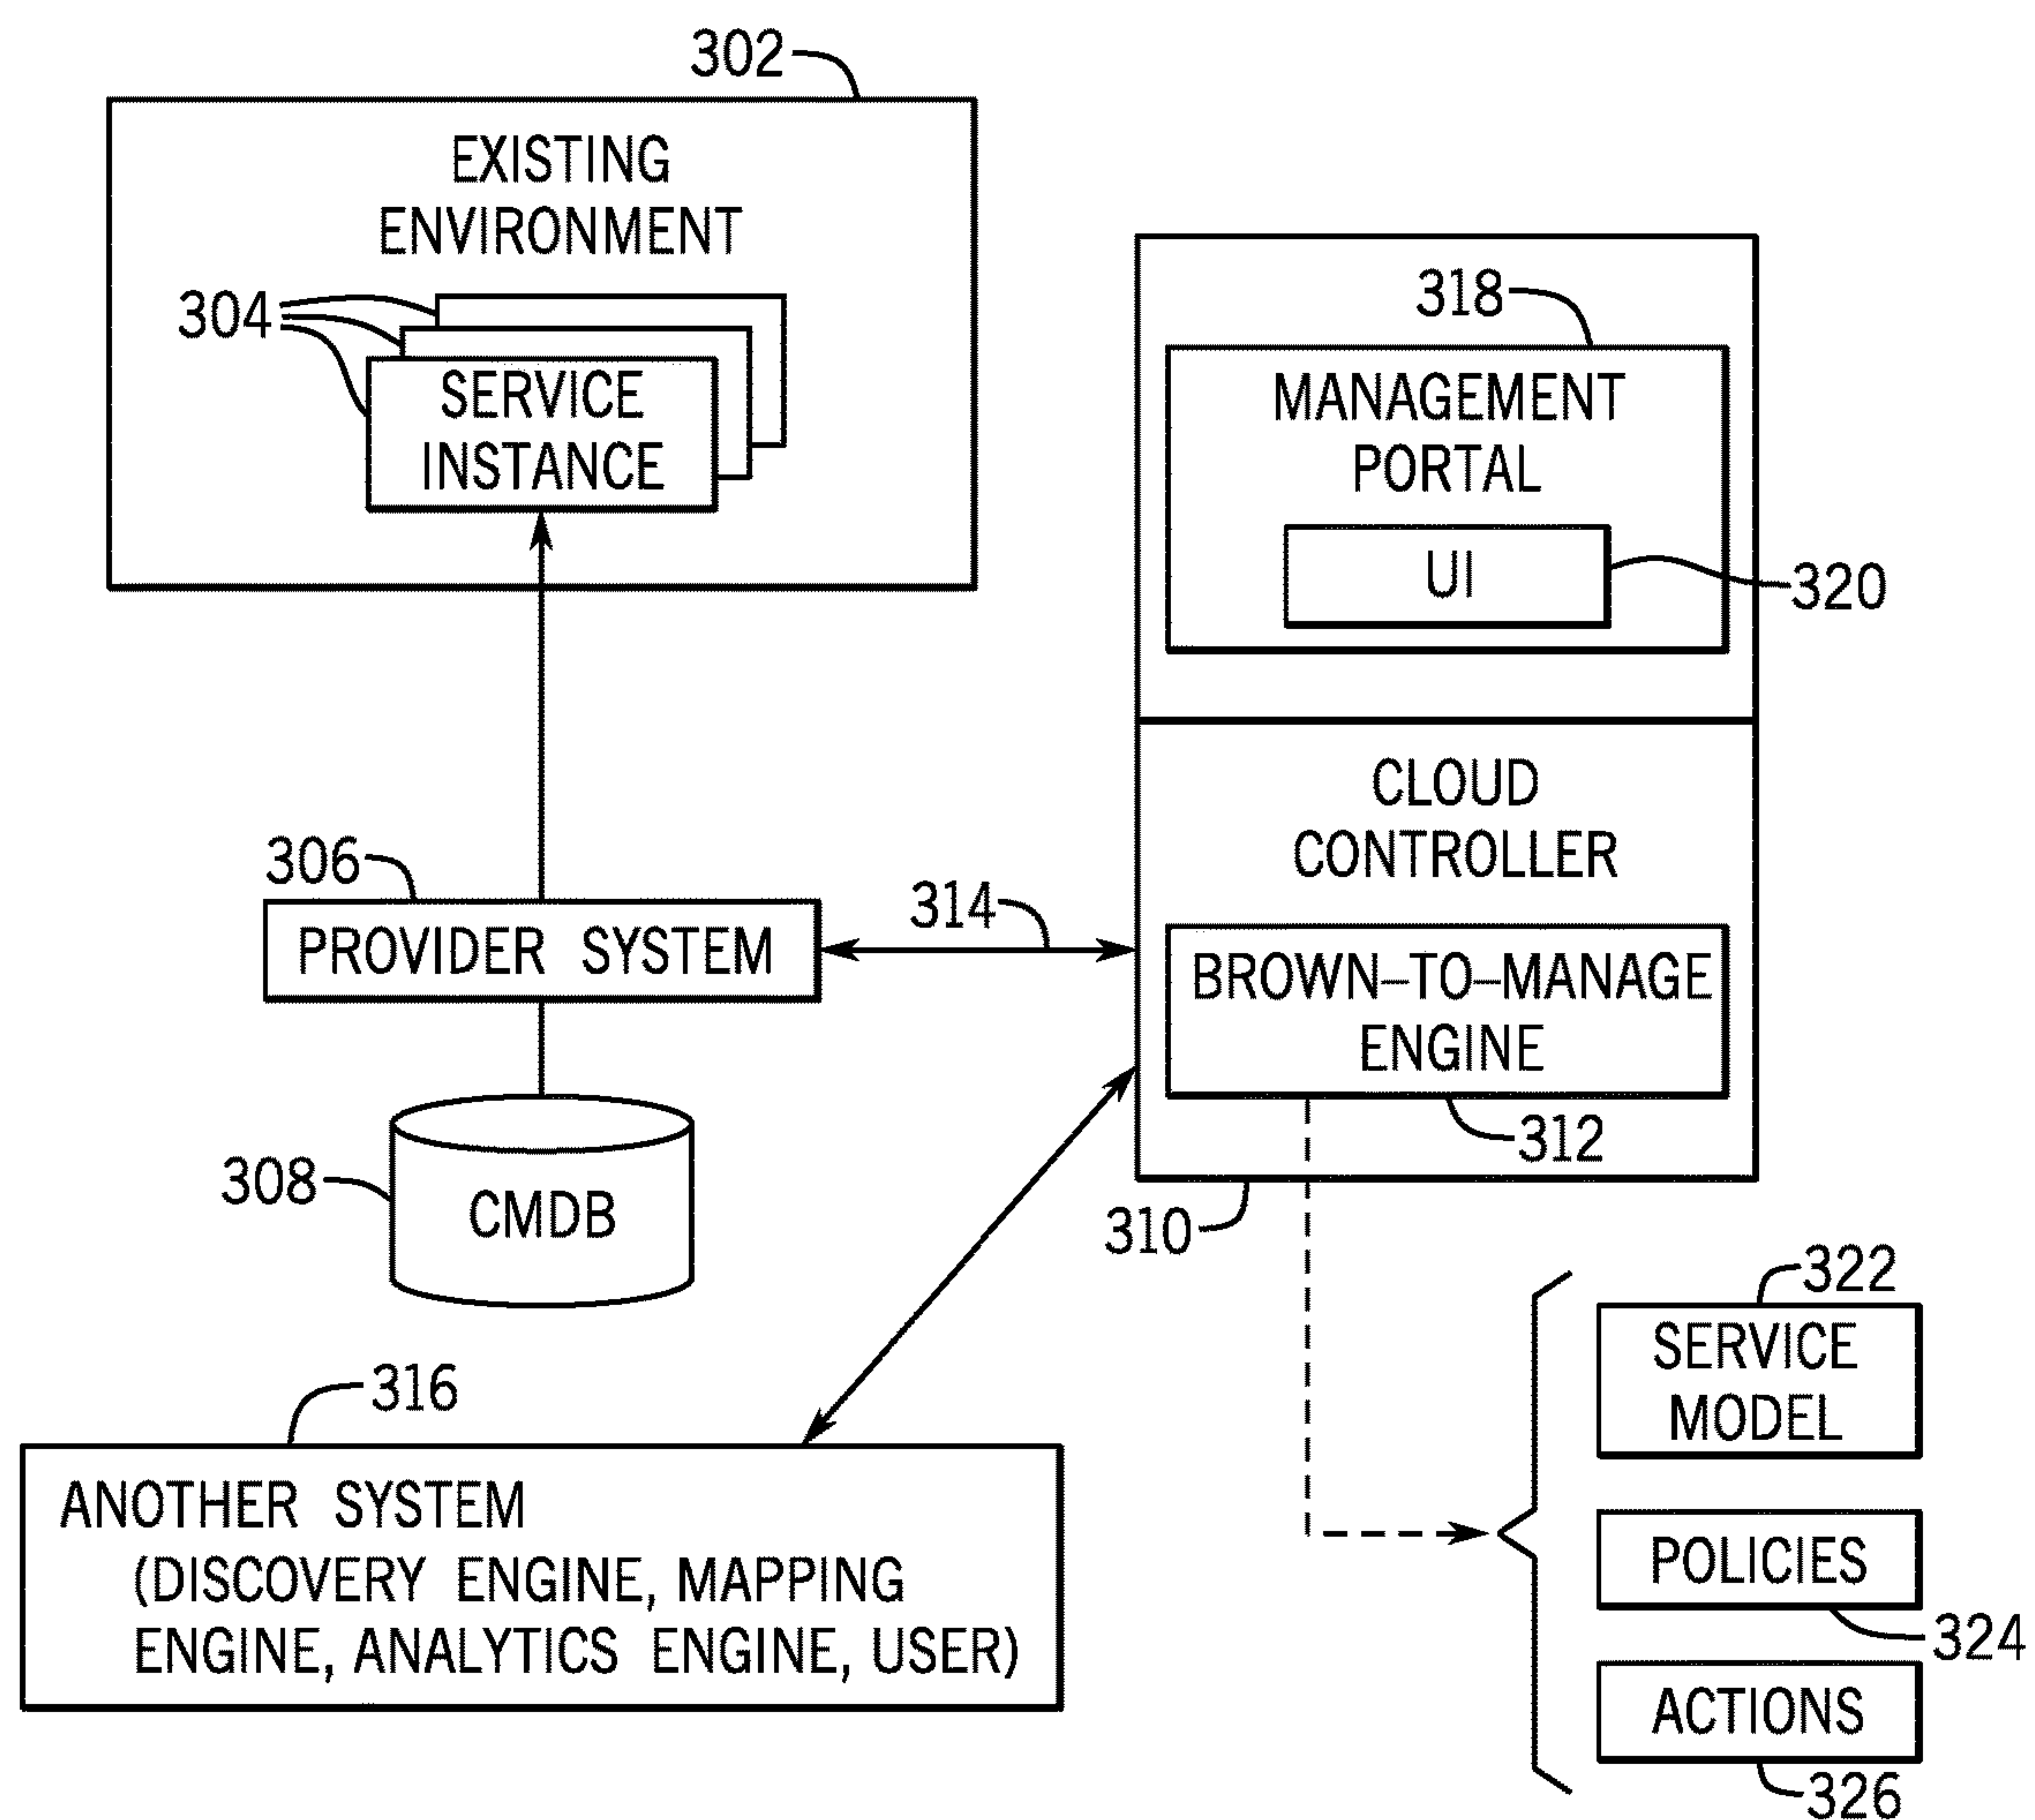 302
EXISTING
ENVIRONMENT
304
SERVICE
INSTANCE
318
MANAGEMENT
PORTAL
UI
320
CLOUD
CONTROLLER
306
PROVIDER SYSTEM
314
BROWN-TO-MANAGE
ENGINE
312
308
CMDB
310
322
SERVICE
MODEL
316
ANOTHER SYSTEM
(DISCOVERY ENGINE, MAPPING
ENGINE, ANALYTICS ENGINE, USER)
POLICIES
324
ACTIONS
326